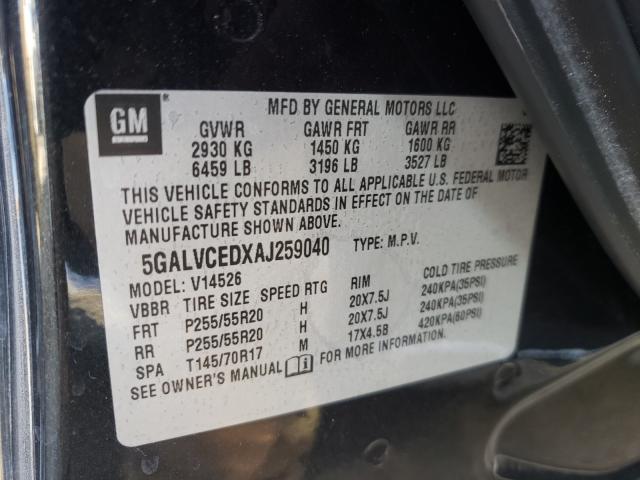 MFD BY GENERAL MOTORS LLC
GM
GVWR GAWR FRT GAWR RR
2930 KG 1450 KG 1600 KG
6459 LB 3196 LB 3527 LB
THIS VEHICLE CONFORMS TO ALL APPLICABLE U.S. FEDERAL MOTOR
VEHICLE SAFETY STANDARDS IN EFFECT ON THE DATE OF
MANUFACTURE SHOWN ABOVE.
5GALVCEDXAJ259040 TYPE: M.P.V.
MODEL: V14526
VBBR TIRE SIZE SPEED RTG RIM COLD TIRE PRESSURE
FRT P255/55R20 H 20X7.5J 240KPA(35PSI)
RR P255/55R20 H 20X7.5J 240KPA(35PSI)
SPA T145/70R17 M 17X4.5B 420KPA(60PSI)
SEE OWNER'S MANUAL FOR MORE INFORMATION.